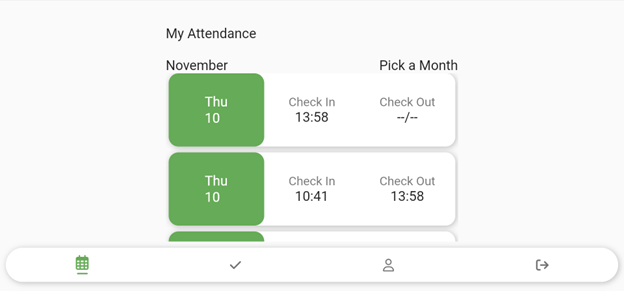 My Attendance
November Pick a Month
Thu
10
Check In Check Out
13:58 --/--
Thu
10
Check In Check Out
10:41 13:58